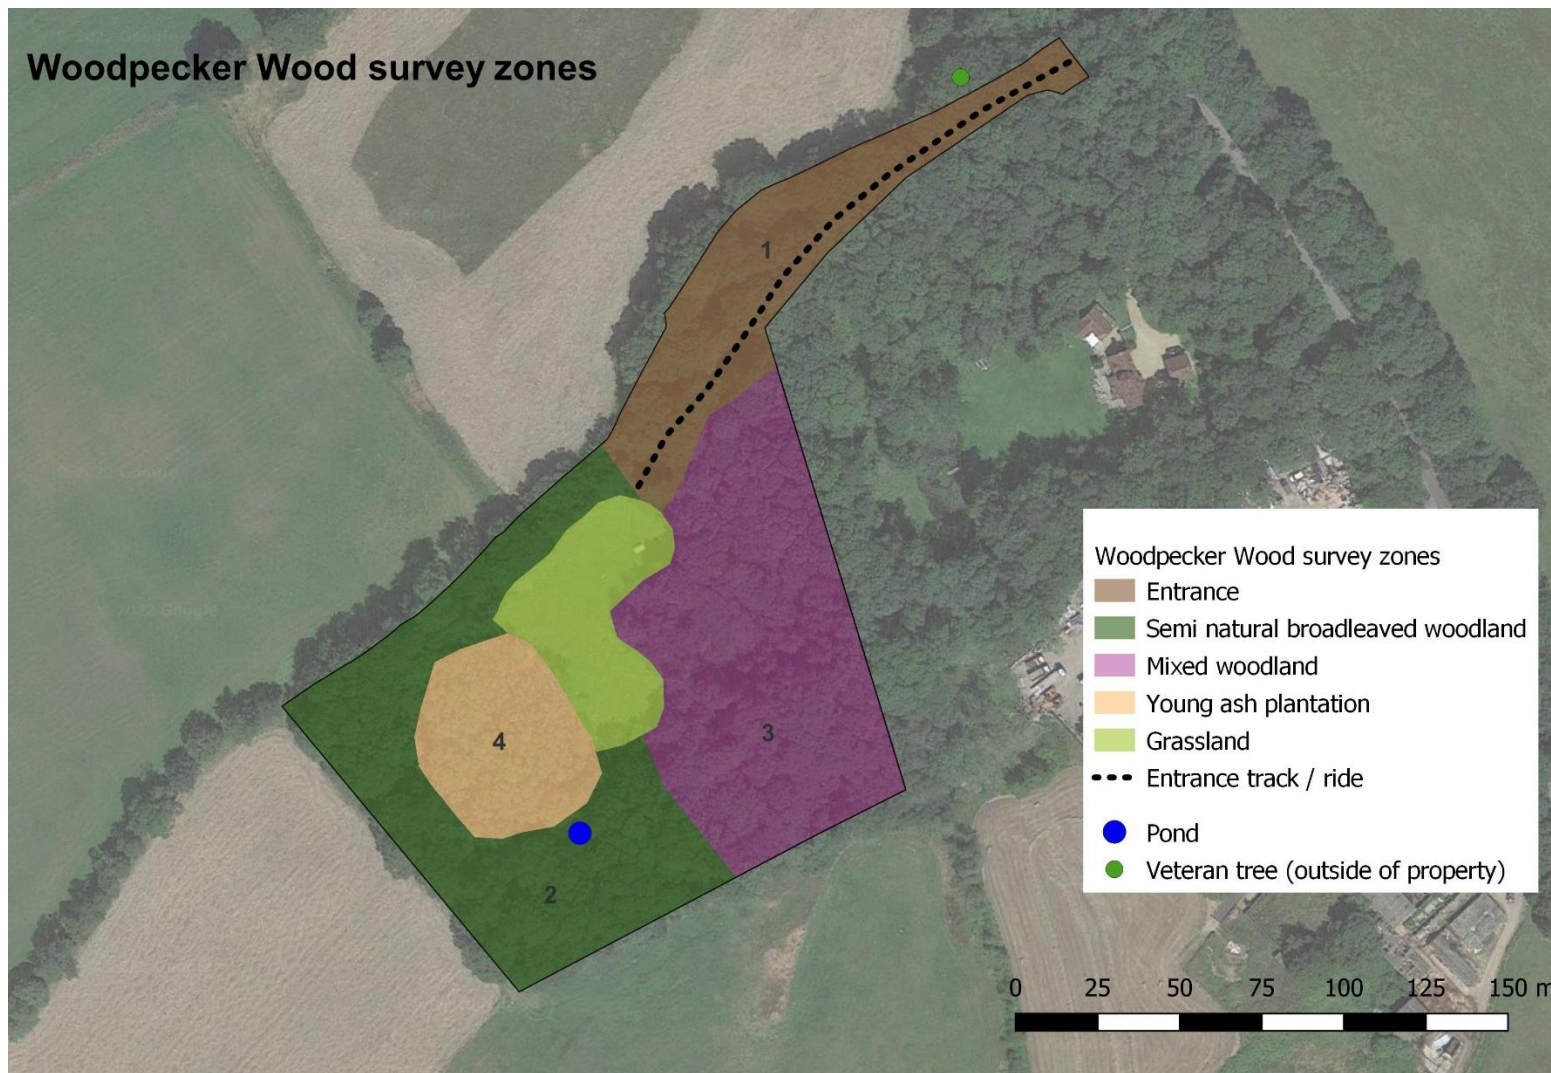 Woodpecker Wood survey zones
1
4
3
2
Woodpecker Wood survey zones
Entrance
Semi natural broadleaved woodland
Mixed woodland
Young ash plantation
Grassland
Entrance track / ride
Pond
Veteran tree (outside of property)
0 25 50 75 100 125 150 m